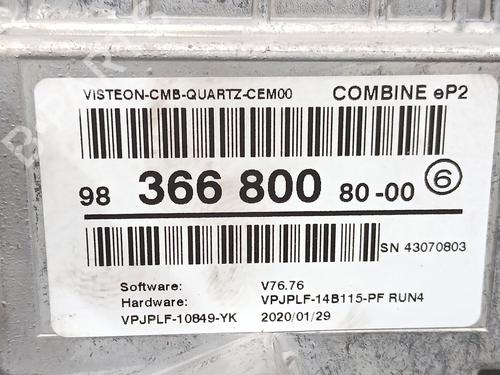 VISTEON-CMB-QUARTZ-CEM00 COMBINE eP2
98 366 800 80-00 6
SN 43070803
Software: V76.76
Hardware: VPJPLF-14B115-PF RUN4
VPJPLF-10849-YK 2020/01/29